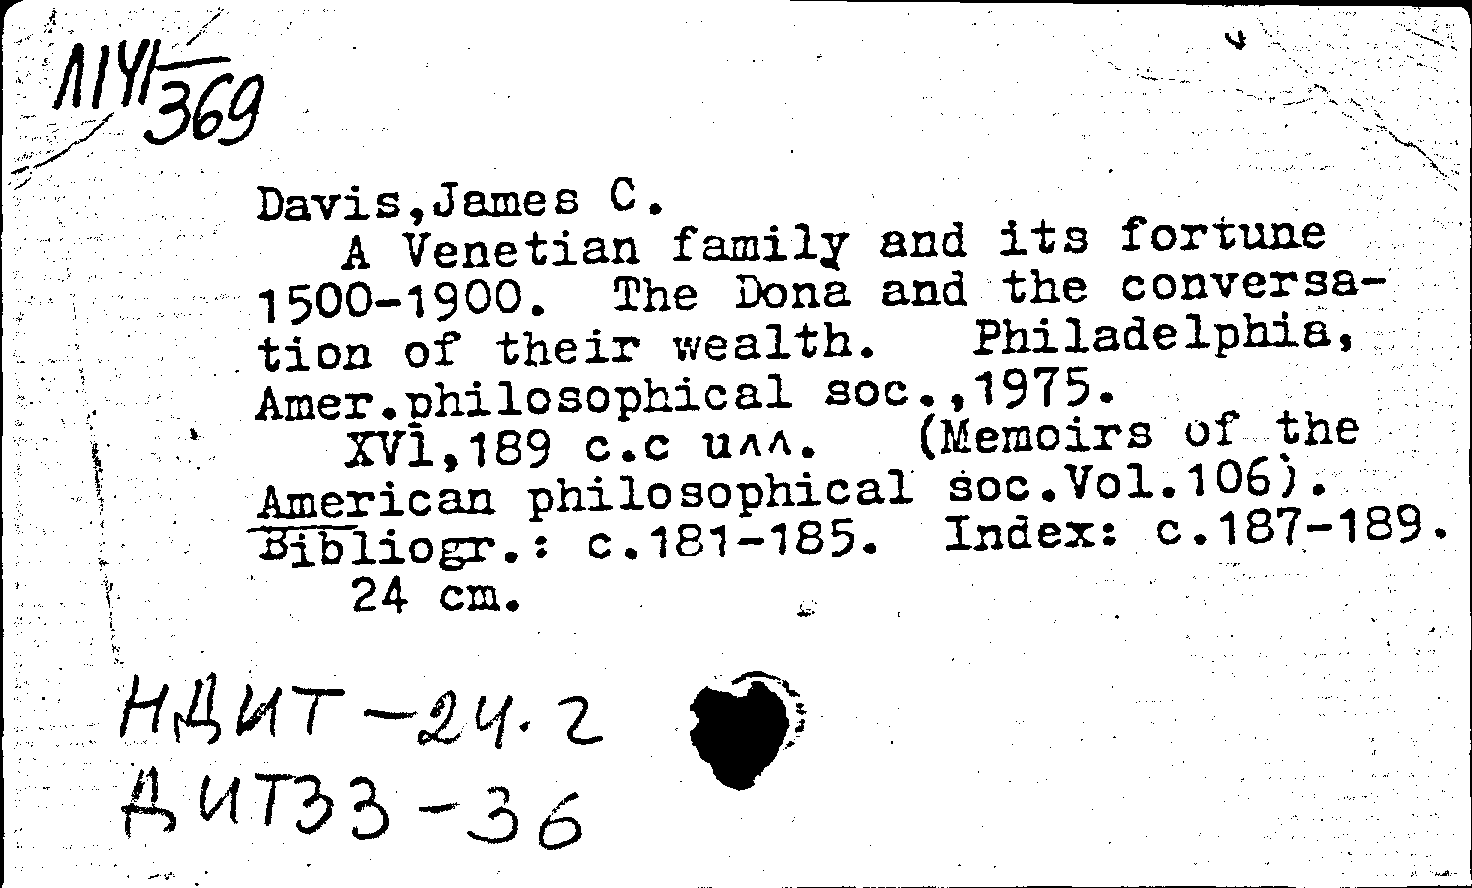 Л141/369
Davis,James C.
A Venetian family and its fortune
1500-1900. The Dona and the conversa-
tion of their wealth. Philadelphia,
Amer.philosophical soc.,1975.
XVI,189 с.с илл. (Memoirs of the
American philosophical soc.Vol.106).
Bibliogr.: с.181-185. Index: с.187-189.
24 cm.
НДИТ-24.2
ДИТ33-36